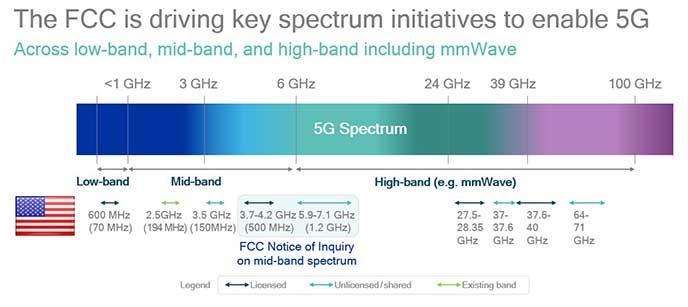 The FCC is driving key spectrum initiatives to enable 5G
Across low-band, mid-band, and high-band including mmWave
<1 GHz 3 GHz 6 GHz 24 GHz 39 GHz 100 GHz
5G Spectrum
Low-band Mid-band High-band (e.g. mmWave)
600 MHz
(70 MHz)
2.5GHz
(194 MHz)
3.5 GHz
(150MHz)
3.7-4.2 GHz
(500 MHz)
5.9-7.1 GHz
(1.2 GHz)
FCC Notice of Inquiry
on mid-band spectrum
27.5-
28.35
GHz
37-
37.6
GHz
37.6-
40
GHz
64-
71
GHz
Legend Licensed Unlicensed/shared Existing band